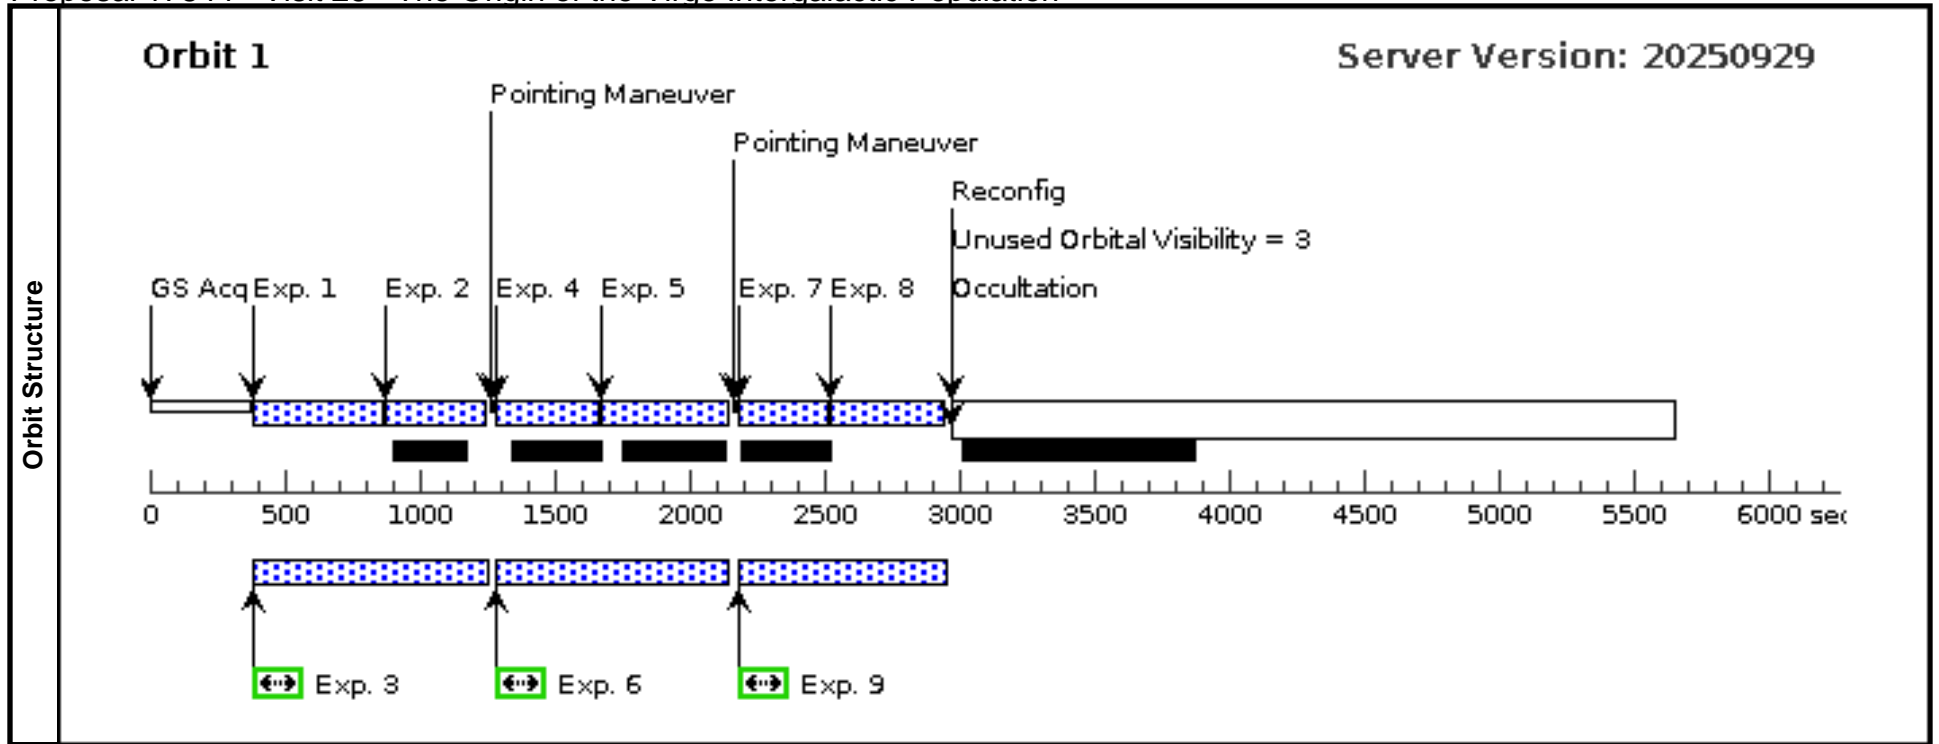 Orbit 1
Server Version: 20250929
Pointing Maneuver
Pointing Maneuver
Reconfig
Unused Orbital Visibility = 3
GS Acq Exp. 1 Exp. 2 Exp. 4 Exp. 5 Exp. 7 Exp. 8 Occultation
Orbit Structure
0 500 1000 1500 2000 2500 3000 3500 4000 4500 5000 5500 6000 sec
Exp. 3 Exp. 6 Exp. 9